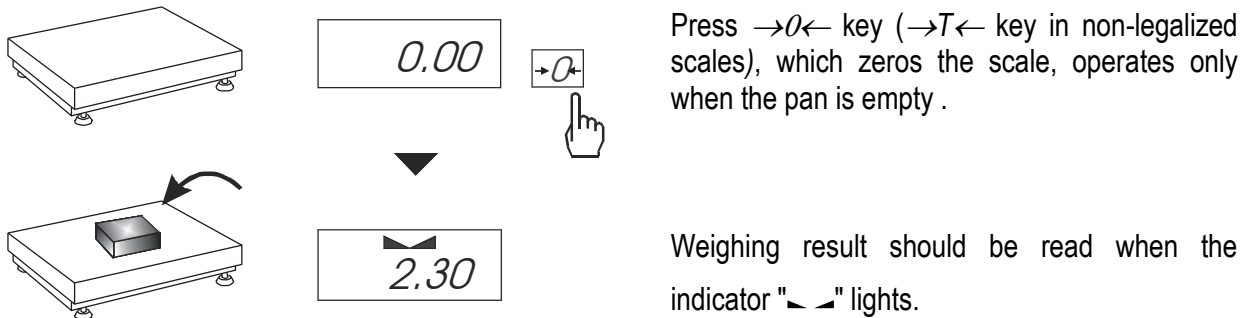 0.00
→0←
Press →0← key (→T← key in non-legalized
scales), which zeros the scale, operates only
when the pan is empty .
2.30
Weighing result should be read when the
indicator "◣ ◢" lights.